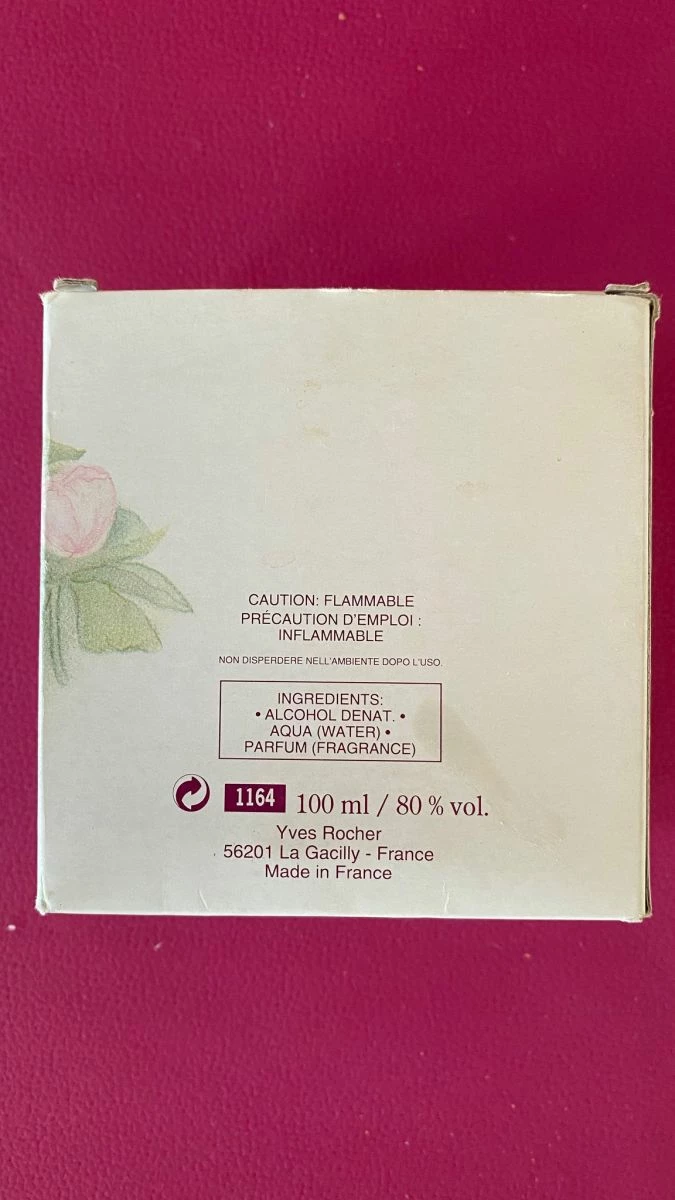 CAUTION: FLAMMABLE
PRÉCAUTION D'EMPLOI :
INFLAMMABLE
NON DISPERDERE NELL'AMBIENTE DOPO L'USO.
INGREDIENTS:
• ALCOHOL DENAT. •
AQUA (WATER) •
PARFUM (FRAGRANCE)
1164 100 ml / 80 % vol.
Yves Rocher
56201 La Gacilly - France
Made in France